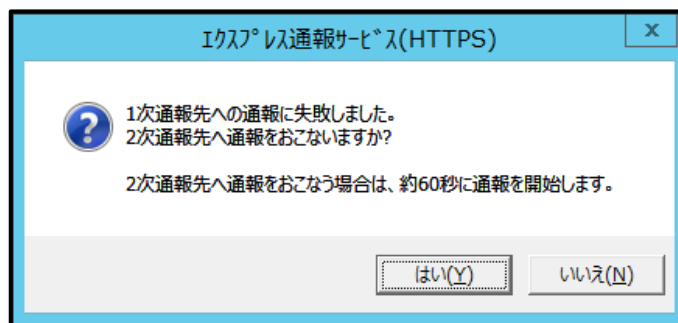 ｴｸｽﾌﾟﾚｽ通報ｻｰﾋﾞｽ(HTTPS)
x
1次通報先への通報に失敗しました。
2次通報先へ通報をおこないますか?
2次通報先へ通報をおこなう場合は、約60秒に通報を開始します。
はい(Y)
いいえ(N)